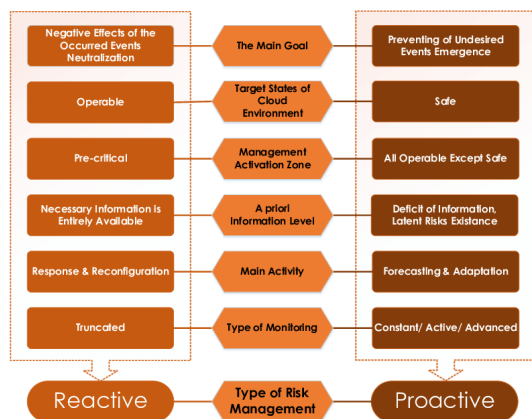 Negative Effects of the
Occurred Events
Neutralization
The Main Goal
Preventing of Undesired
Events Emergence
Operable
Target States of
Cloud
Environment
Safe
Pre-critical
Management
Activation Zone
All Operable Except Safe
Necessary Information is
Entirely Available
A priori
Information Level
Deficit of Information,
Latent Risks Existance
Response & Reconfiguration
Main Activity
Forecasting & Adaptation
Truncated
Type of Monitoring
Constant/ Active/ Advanced
Reactive
Type of Risk
Management
Proactive